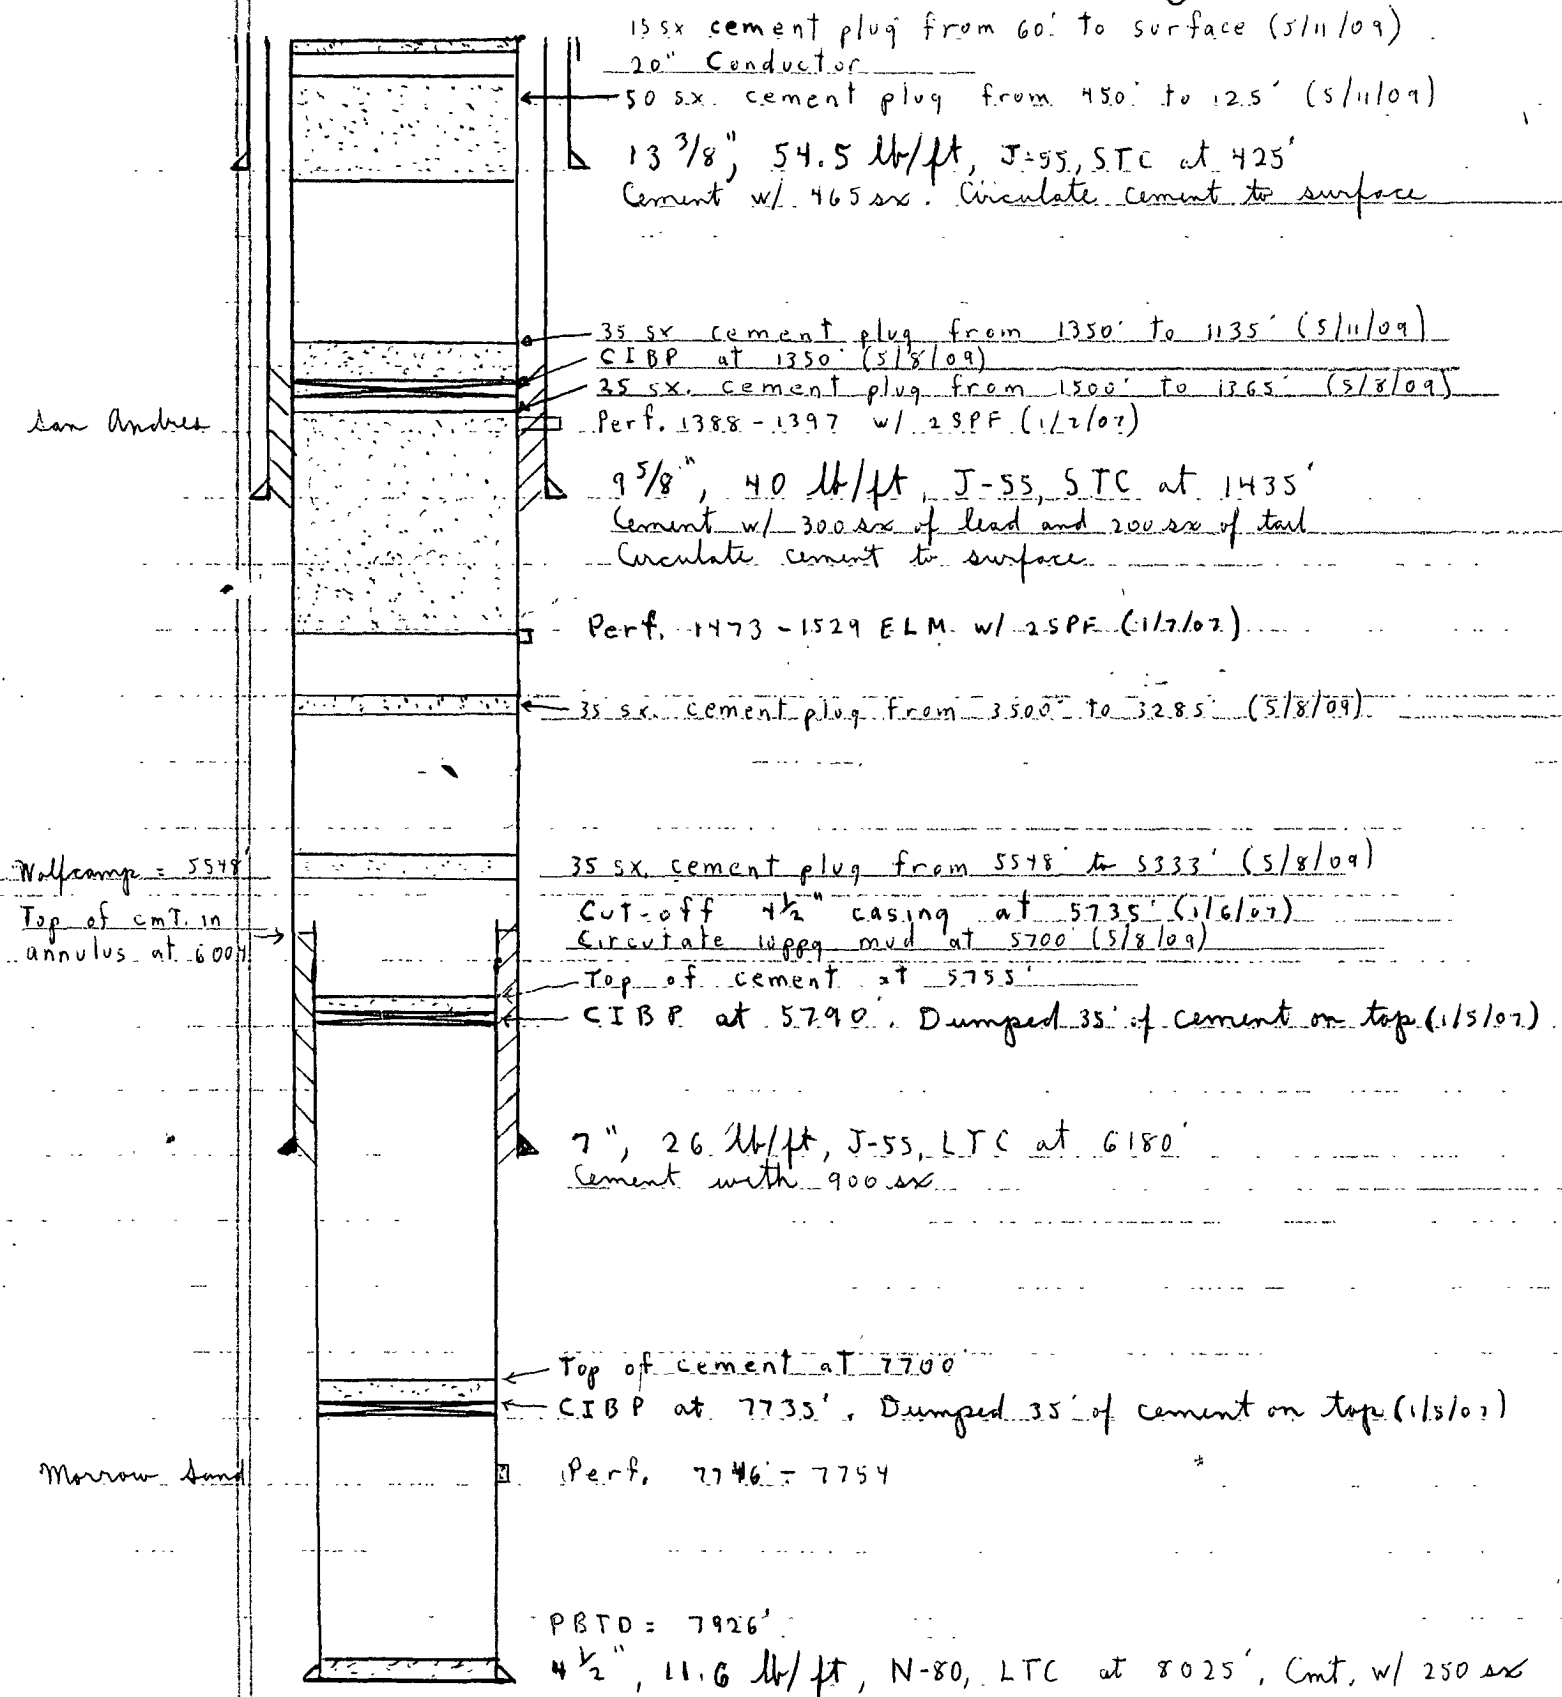 15 sx cement plug from 60' to surface (5/11/09)
20" Conductor
50 sx. cement plug from 450' to 125' (5/11/09)
13 3/8", 54.5 lb/ft, J-55, STC at 425'
Cement w/ 465 sx. Circulate cement to surface
35 sx cement plug from 1350' to 1135' (5/11/09)
CIBP at 1350' (5/8/09)
25 sx. cement plug from 1500' to 1365' (5/8/09)
San Andres
Perf. 1388-1397 w/ 2SPF (1/7/07)
9 5/8", 40 lb/ft, J-55, STC at 1435'
Cement w/ 300 sx of lead and 200 sx of tail
Circulate cement to surface
Perf. 1473-1529 ELM w/ 2SPF (1/7/07)
35 sx. cement plug from 3500' to 3285' (5/8/09)
Wolfcamp = 5548'
35 sx. cement plug from 5548' to 5333' (5/8/09)
Top of cmt. in
annulus at
Cut-off 4 1/2" casing at 5735' (1/6/07)
Circulate 10ppg mud at 5700' (5/8/09)
Top of cement at 5755'
CIBP at 5790'. Dumped 35' of cement on top (1/5/07)
7", 26 lb/ft, J-55, LTC at 6180'
Cement with 900 sx
Top of cement at 7700'
CIBP at 7735'. Dumped 35' of cement on top (1/5/07)
Morrow Sand
Perf. 7746'-7754
PBTD = 7926'
4 1/2", 11.6 lb/ft, N-80, LTC at 8025', Cmt. w/ 250 sx